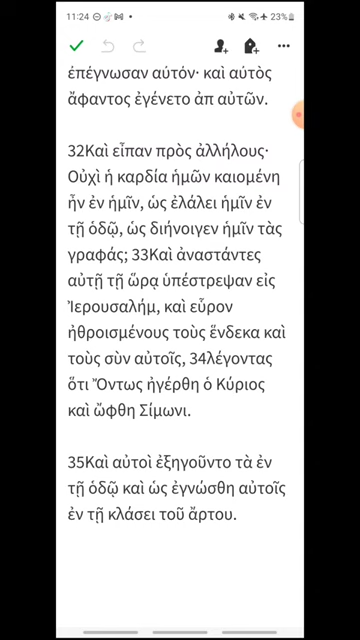 11:24
23%
ἐπέγνωσαν αὐτόν· καὶ αὐτὸς
ἄφαντος ἐγένετο ἀπ αὐτῶν.
32Καὶ εἶπαν πρὸς ἀλλήλους·
Οὐχὶ ἡ καρδία ἡμῶν καιομένη
ἦν ἐν ἡμῖν, ὡς ἐλάλει ἡμῖν ἐν
τῇ ὁδῷ, ὡς διήνοιγεν ἡμῖν τὰς
γραφάς; 33Καὶ ἀναστάντες
αὐτῇ τῇ ὥρᾳ ὑπέστρεψαν εἰς
Ἰερουσαλήμ, καὶ εὗρον
ἠθροισμένους τοὺς ἕνδεκα καὶ
τοὺς σὺν αὐτοῖς, 34λέγοντας
ὅτι Ὄντως ἠγέρθη ὁ Κύριος
καὶ ὤφθη Σίμωνι.
35Καὶ αὐτοὶ ἐξηγοῦντο τὰ ἐν
τῇ ὁδῷ καὶ ὡς ἐγνώσθη αὐτοῖς
ἐν τῇ κλάσει τοῦ ἄρτου.